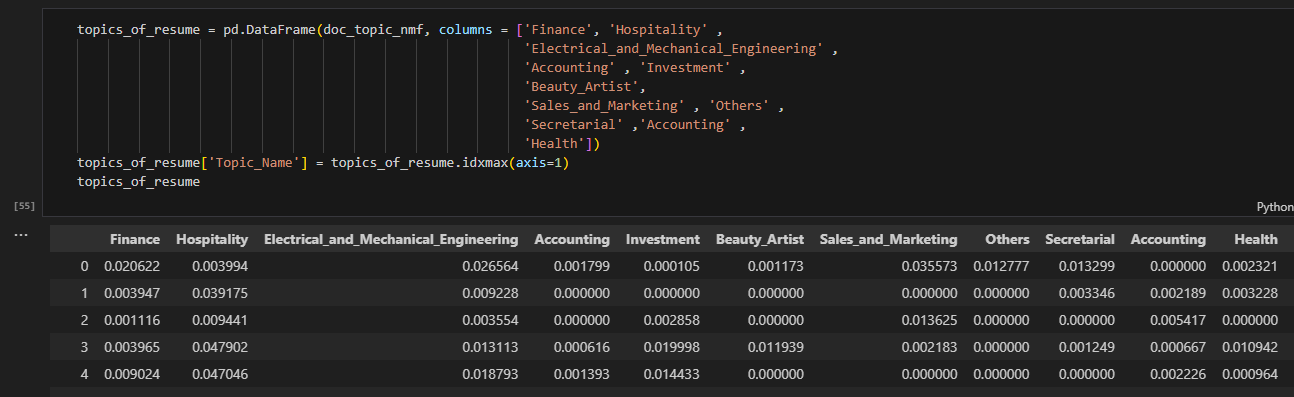 topics_of_resume = pd.DataFrame(doc_topic_nmf, columns = ['Finance', 'Hospitality' ,
'Electrical_and_Mechanical_Engineering' ,
'Accounting' , 'Investment' ,
'Beauty_Artist',
'Sales_and_Marketing' , 'Others' ,
'Secretarial' ,'Accounting' ,
'Health'])
topics_of_resume['Topic_Name'] = topics_of_resume.idxmax(axis=1)
topics_of_resume
[55]
Python
...
Finance Hospitality Electrical_and_Mechanical_Engineering Accounting Investment Beauty_Artist Sales_and_Marketing Others Secretarial Accounting Health
0 0.020622 0.003994 0.026564 0.001799 0.000105 0.001173 0.035573 0.012777 0.013299 0.000000 0.002321
1 0.003947 0.039175 0.009228 0.000000 0.000000 0.000000 0.000000 0.000000 0.003346 0.002189 0.003228
2 0.001116 0.009441 0.003554 0.000000 0.002858 0.000000 0.013625 0.000000 0.000000 0.005417 0.000000
3 0.003965 0.047902 0.013113 0.000616 0.019998 0.011939 0.002183 0.000000 0.001249 0.000667 0.010942
4 0.009024 0.047046 0.018793 0.001393 0.014433 0.000000 0.000000 0.000000 0.000000 0.002226 0.000964